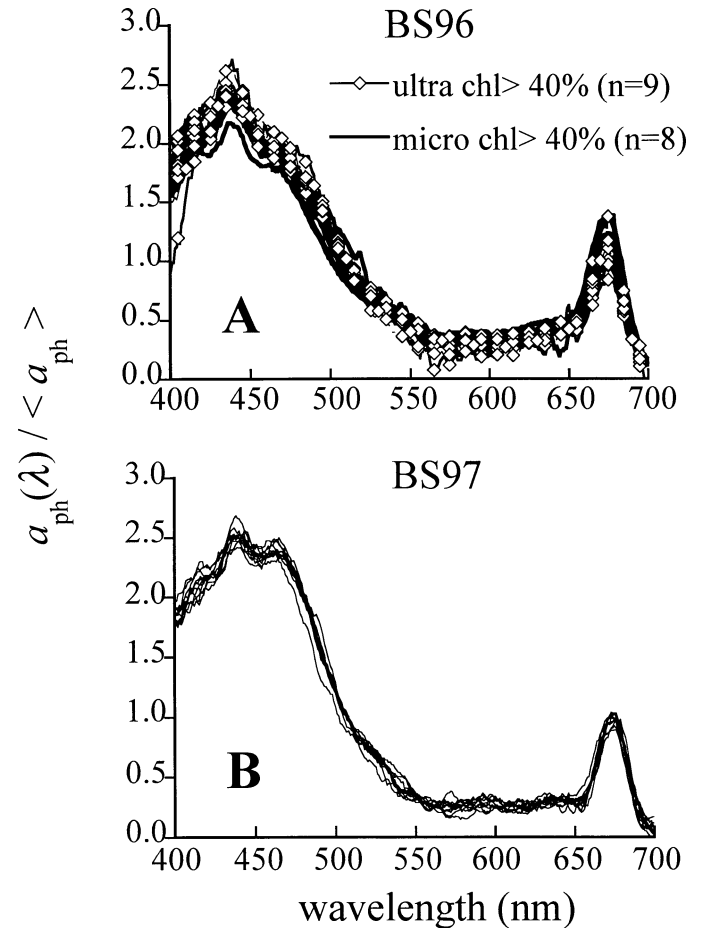 BS96
3.0
2.5
2.0
1.5
1.0
0.5
0.0
ultra chl> 40% (n=9)
micro chl> 40% (n=8)
A
400 450 500 550 600 650 700
a ph (λ) / < a ph >
BS97
3.0
2.5
2.0
1.5
1.0
0.5
0.0
B
400 450 500 550 600 650 700
wavelength (nm)